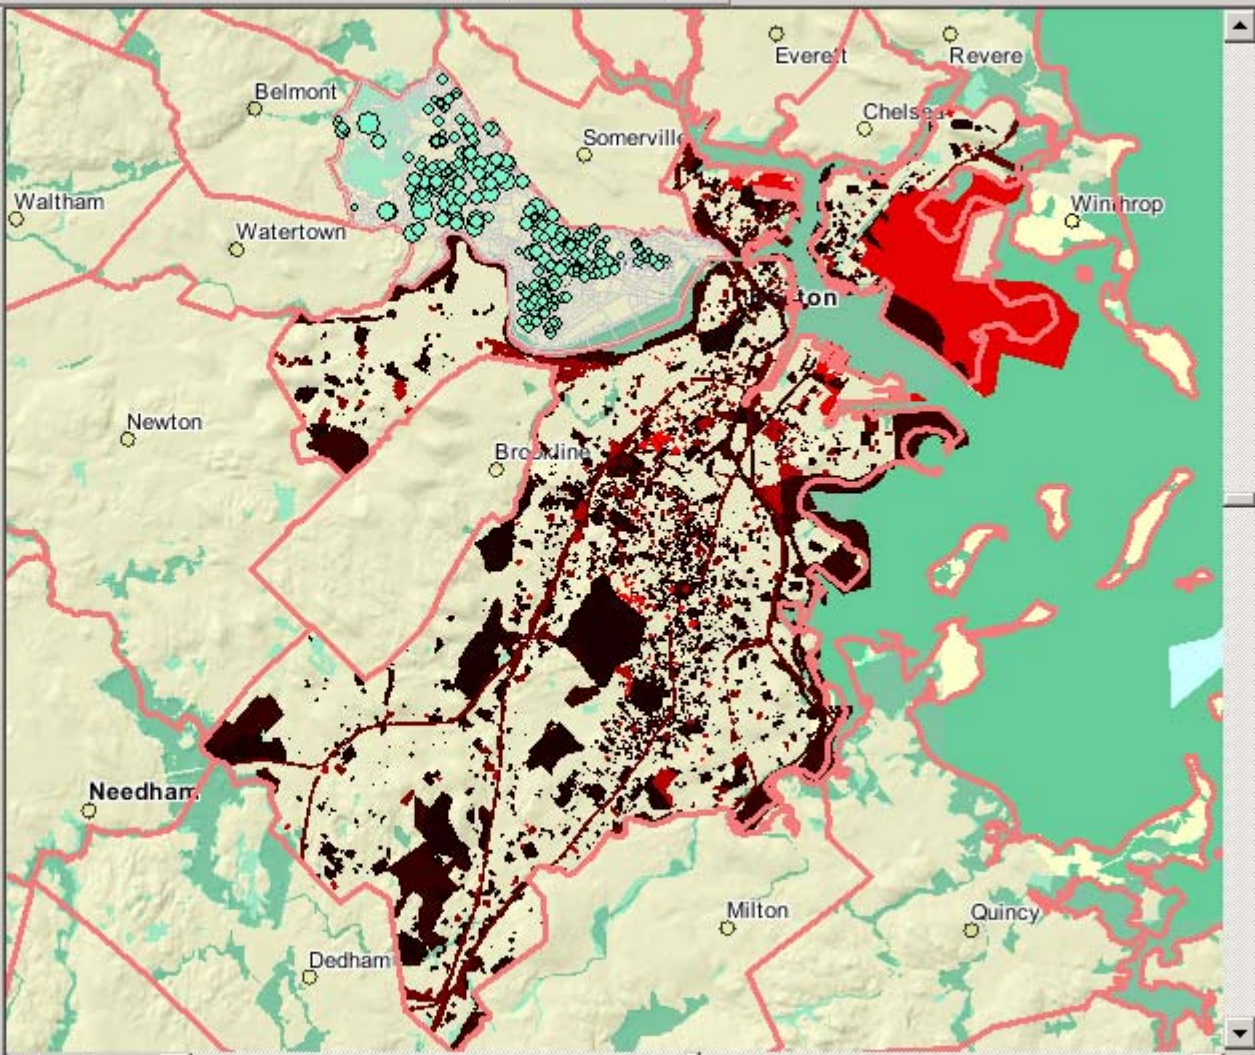 Everett
Revere
Belmont
Chelsea
Somerville
Waltham
Winthrop
Watertown
Newton
Brookline
Needham
Milton
Quincy
Dedham